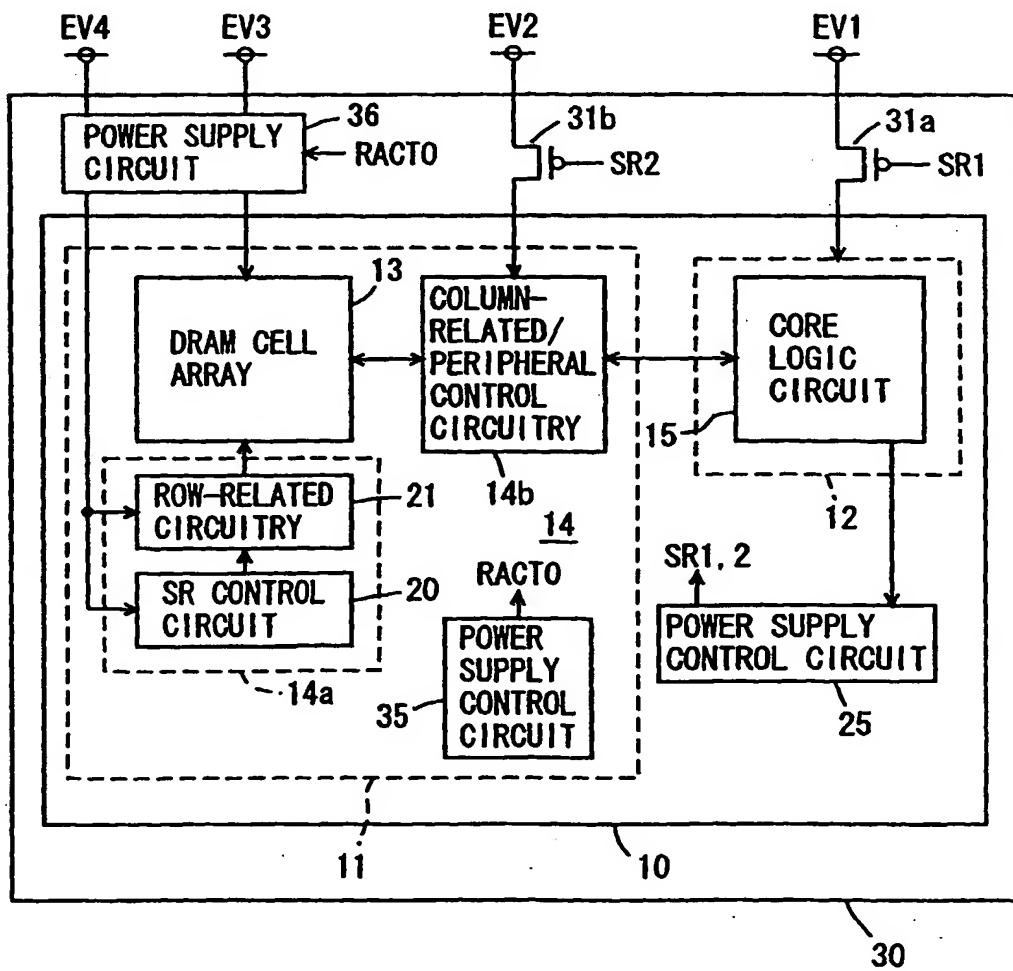 EV4
EV3
EV2
EV1
POWER SUPPLY
CIRCUIT
36
RACTO
31b
SR2
31a
SR1
13
DRAM CELL
ARRAY
COLUMN-
RELATED/
PERIPHERAL
CONTROL
CIRCUITRY
14b
CORE
LOGIC
CIRCUIT
15
12
ROW-RELATED
CIRCUITRY
21
SR CONTROL
CIRCUIT
20
14a
14
RACTO
POWER
SUPPLY
CONTROL
CIRCUIT
35
SR1, 2
POWER SUPPLY
CONTROL CIRCUIT
25
11
10
30